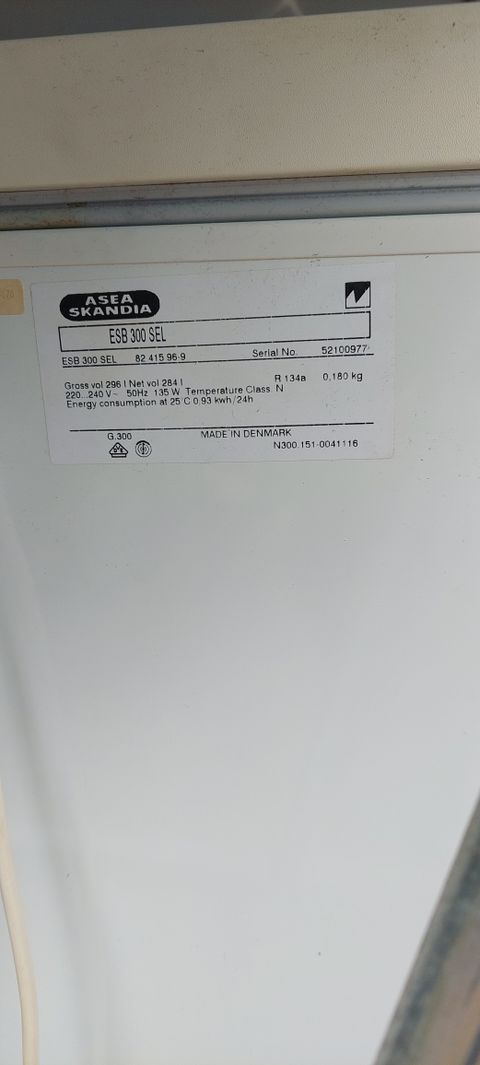 ASEA
SKANDIA
ESB 300 SEL
ESB 300 SEL 82 415 96-9 Serial No. 52100977
Gross vol 296 l Net vol 284 l R 134a 0,180 kg
220...240 V~ 50Hz 135 W Temperature Class. N
Energy consumption at 25 C 0.93 kwh/24h
G.300 MADE IN DENMARK
N300.151-0041116